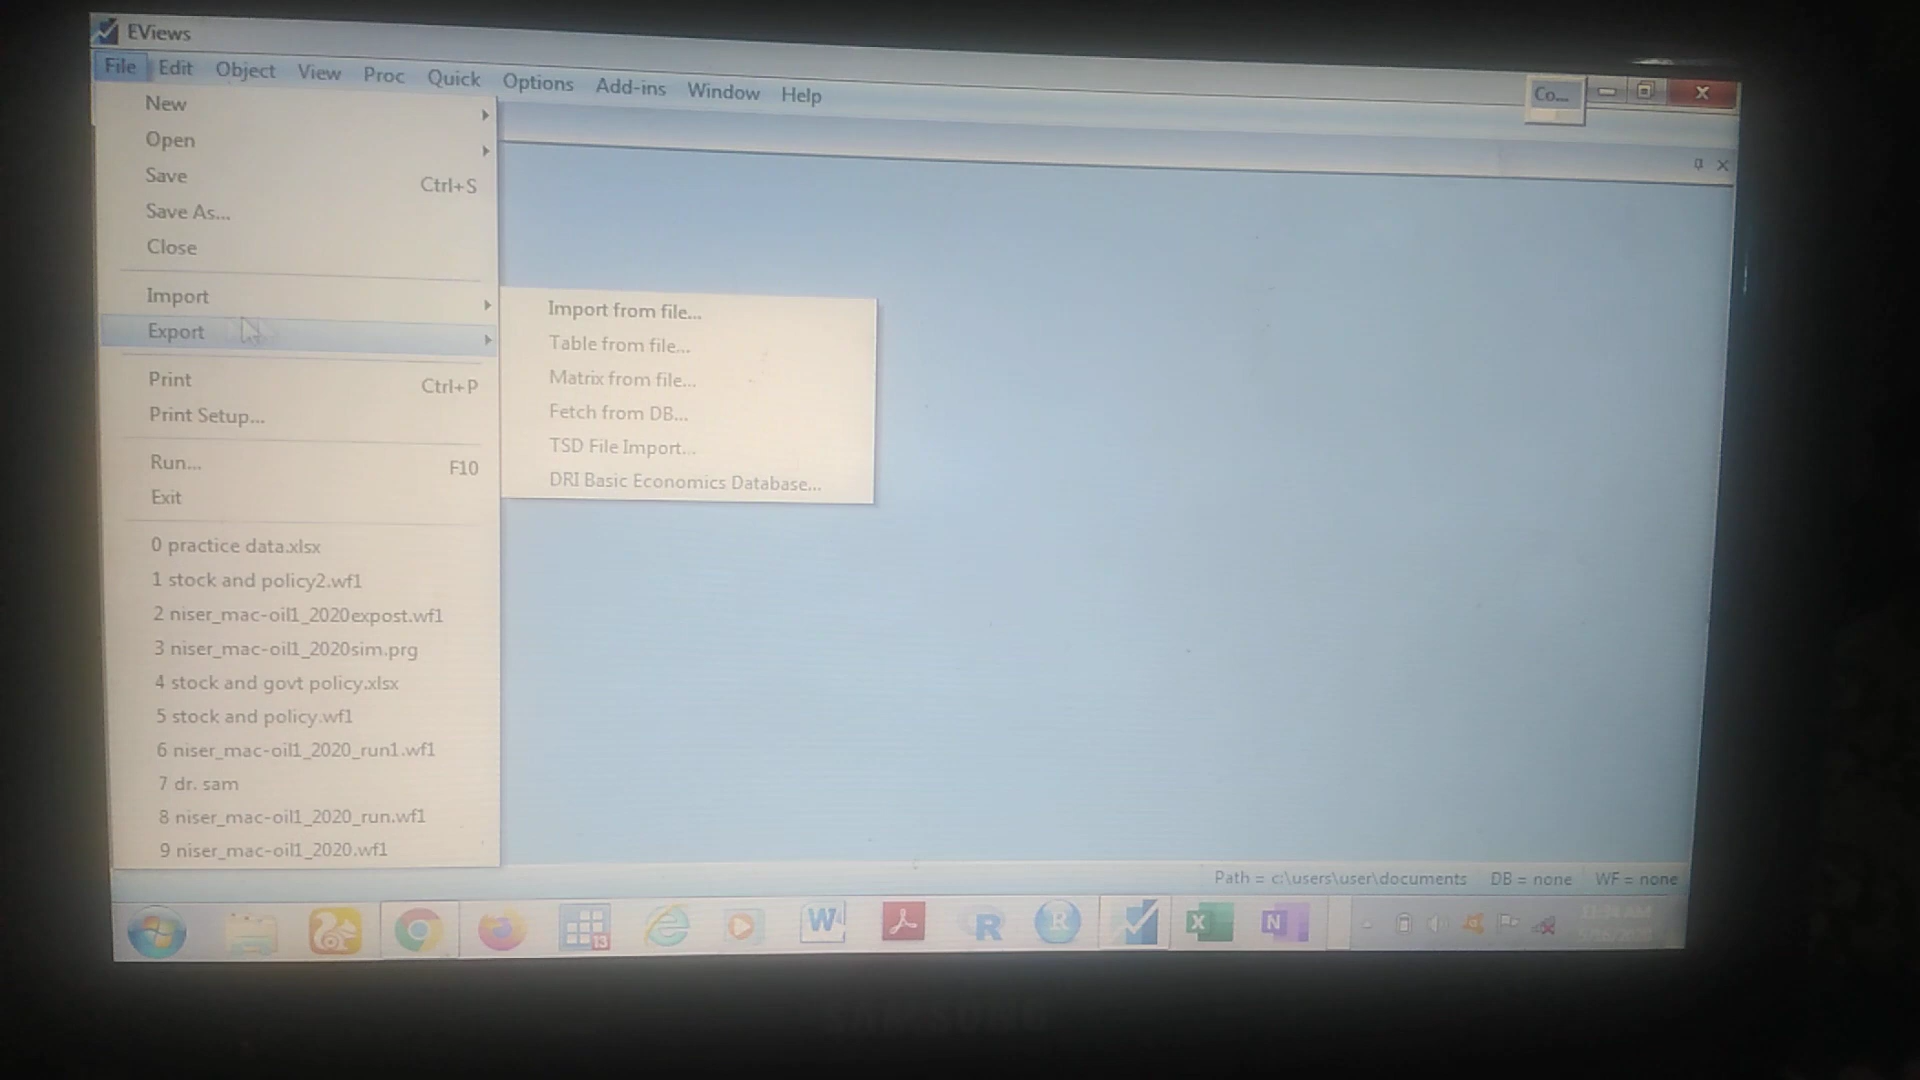 EViews
File Edit Object View Proc Quick Options Add-ins Window Help
Co...
New
Open
Save Ctrl+S
Save As...
Close
Import
Export
Print Ctrl+P
Print Setup...
Run... F10
Exit
0 practice data.xlsx
1 stock and policy2.wf1
2 niser_mac-oil1_2020expost.wf1
3 niser_mac-oil1_2020sim.prg
4 stock and govt policy.xlsx
5 stock and policy.wf1
6 niser_mac-oil1_2020_run1.wf1
7 dr. sam
8 niser_mac-oil1_2020_run.wf1
9 niser_mac-oil1_2020.wf1
Import from file...
Table from file...
Matrix from file...
Fetch from DB...
TSD File Import...
DRI Basic Economics Database...
Path = c:\users\user\documents DB = none WF = none
13
SAMSUNG